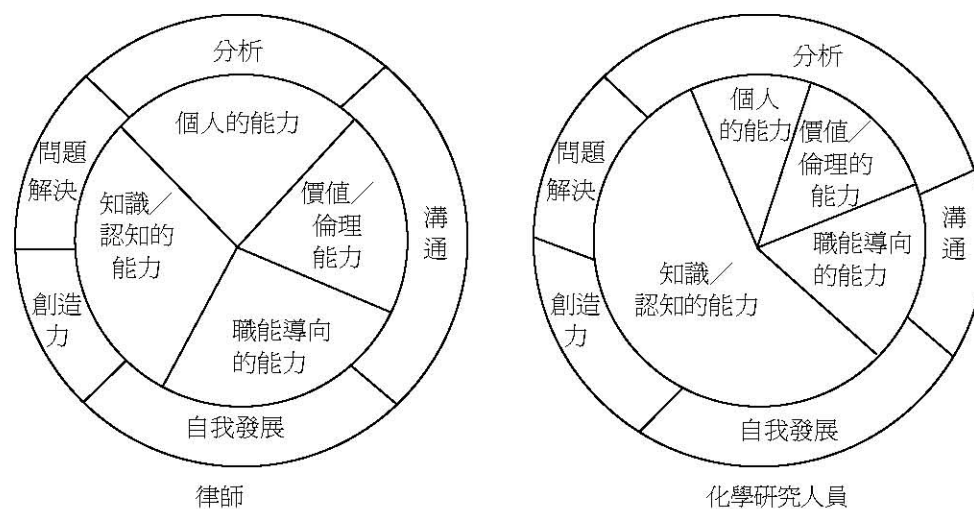 分析
個人的能力
問題
解決
知識／
認知的
能力
價值／
倫理
能力
溝
通
創造
力
職能導向
的能力
自我發展
律師
分析
個人
的能力
價值／
倫理的
能力
問題
解決
職能導向
的能力
溝
通
知識／
認知的能力
創造
力
自我發展
化學研究人員